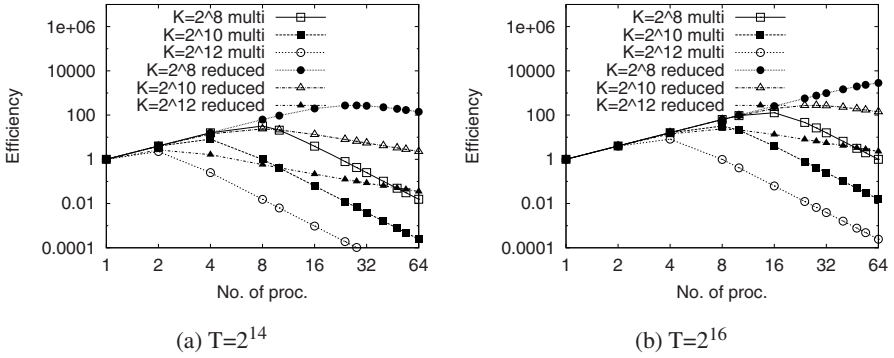 K=2^8 multi
K=2^10 multi
K=2^12 multi
K=2^8 reduced
K=2^10 reduced
K=2^12 reduced
1e+06
10000
100
1
0.01
0.0001
Efficiency
1 2 4 8 16 32 64
No. of proc.
(a) T=2^14
K=2^8 multi
K=2^10 multi
K=2^12 multi
K=2^8 reduced
K=2^10 reduced
K=2^12 reduced
1e+06
10000
100
1
0.01
0.0001
Efficiency
1 2 4 8 16 32 64
No. of proc.
(b) T=2^16